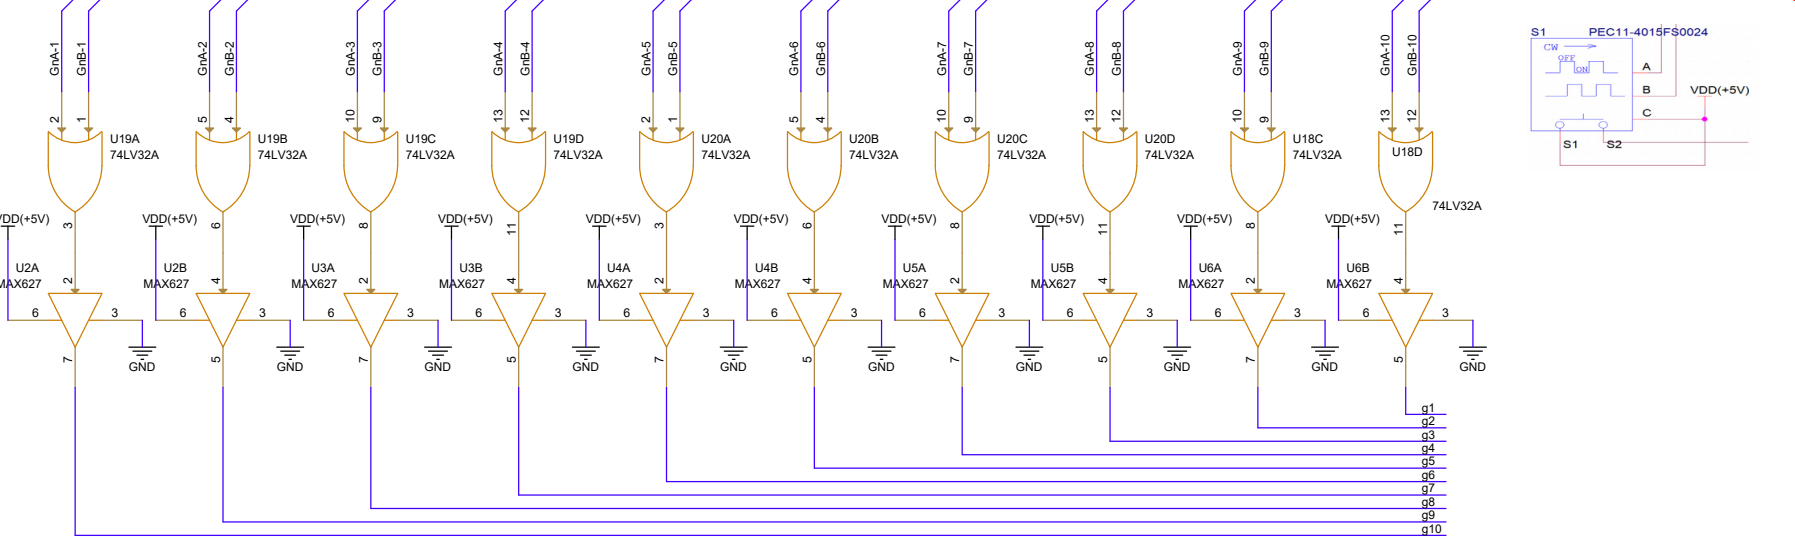 GnA-1 GnB-1 GnA-2 GnB-2 GnA-3 GnB-3 GnA-4 GnB-4 GnA-5 GnB-5 GnA-6 GnB-6 GnA-7 GnB-7 GnA-8 GnB-8 GnA-9 GnB-9 GnA-10 GnB-10
2 1 5 4 10 9 13 12 2 1 5 4 10 9 13 12 10 9 13 12
U19A U19B U19C U19D U20A U20B U20C U20D U18C U18D
74LV32A 74LV32A 74LV32A 74LV32A 74LV32A 74LV32A 74LV32A 74LV32A 74LV32A
74LV32A
VDD(+5V) VDD(+5V) VDD(+5V) VDD(+5V) VDD(+5V) VDD(+5V) VDD(+5V) VDD(+5V) VDD(+5V) VDD(+5V)
3 6 8 11 3 6 8 11 8 11
U2A U2B U3A U3B U4A U4B U5A U5B U6A U6B
MAX627 MAX627 MAX627 MAX627 MAX627 MAX627 MAX627 MAX627 MAX627 MAX627
2 4 2 4 2 4 2 4 2 4
6 3 6 3 6 3 6 3 6 3 6 3 6 3 6 3 6 3 6 3
7 5 7 5 7 5 7 5 7 5
GND GND GND GND GND GND GND GND GND GND
g1
g2
g3
g4
g5
g6
g7
g8
g9
g10
S1 PEC11-4015FS0024
CW
OFF
ON
A
B VDD(+5V)
C
S1 S2